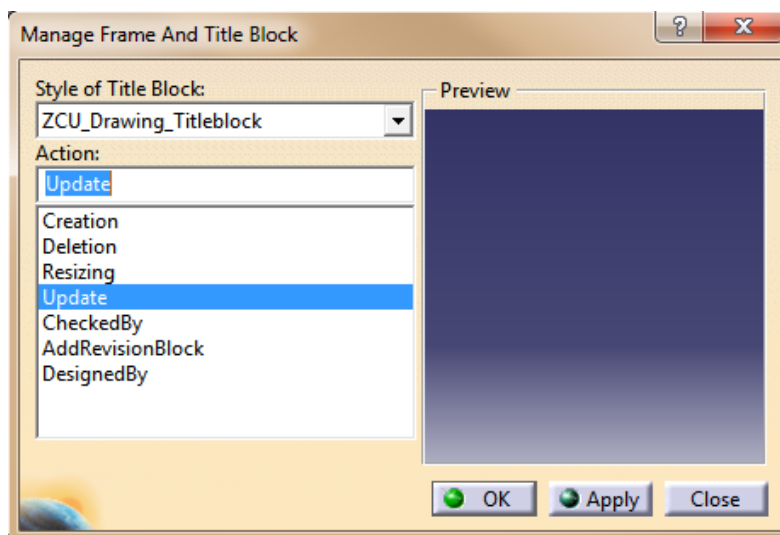 Manage Frame And Title Block
Style of Title Block:
ZCU_Drawing_Titleblock
Action:
Update
Creation
Deletion
Resizing
Update
CheckedBy
AddRevisionBlock
DesignedBy
Preview
OK Apply Close